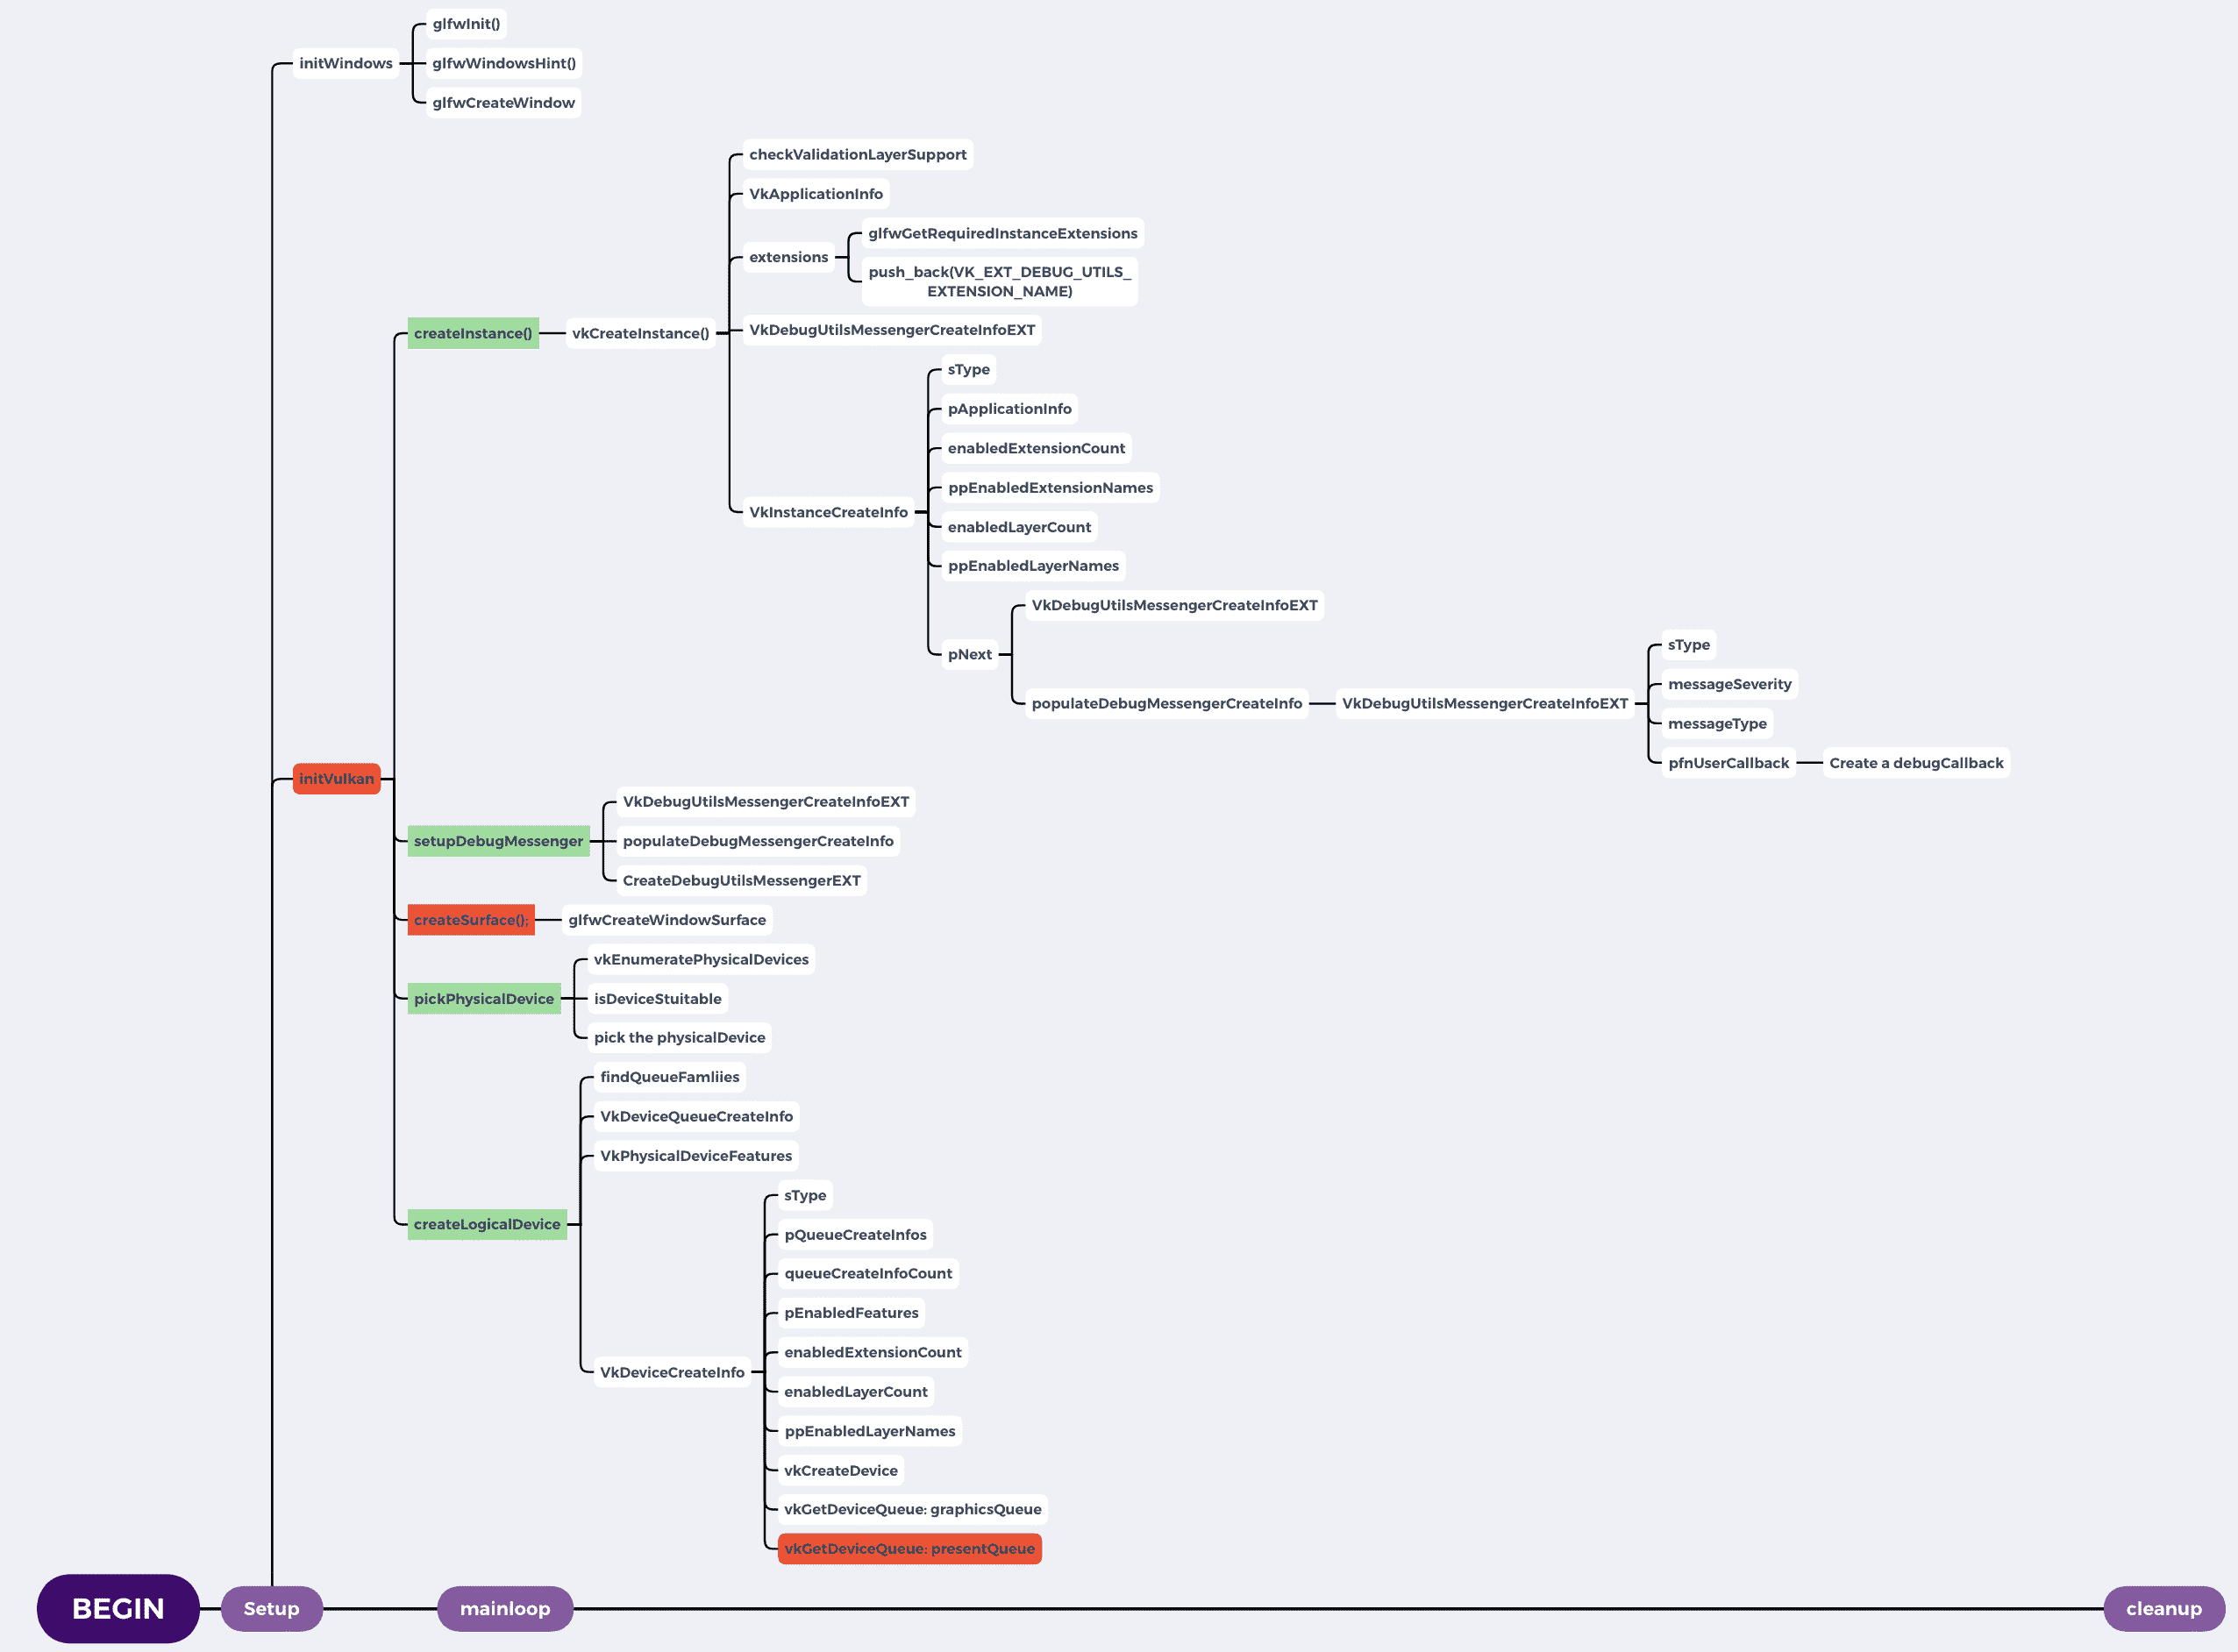 glfwInit()
initWindows
glfwWindowsHint()
glfwCreateWindow
checkValidationLayerSupport
VkApplicationInfo
glfwGetRequiredInstanceExtensions
extensions
push_back(VK_EXT_DEBUG_UTILS_
EXTENSION_NAME)
createInstance()
vkCreateInstance()
VkDebugUtilsMessengerCreateInfoEXT
sType
pApplicationInfo
enabledExtensionCount
ppEnabledExtensionNames
VkInstanceCreateInfo
enabledLayerCount
ppEnabledLayerNames
VkDebugUtilsMessengerCreateInfoEXT
pNext
populateDebugMessengerCreateInfo
VkDebugUtilsMessengerCreateInfoEXT
sType
messageSeverity
messageType
pfnUserCallback
Create a debugCallback
initVulkan
VkDebugUtilsMessengerCreateInfoEXT
setupDebugMessenger
populateDebugMessengerCreateInfo
CreateDebugUtilsMessengerEXT
createSurface();
glfwCreateWindowSurface
vkEnumeratePhysicalDevices
pickPhysicalDevice
isDeviceStuitable
pick the physicalDevice
findQueueFamliies
VkDeviceQueueCreateInfo
VkPhysicalDeviceFeatures
createLogicalDevice
sType
pQueueCreateInfos
queueCreateInfoCount
pEnabledFeatures
enabledExtensionCount
VkDeviceCreateInfo
enabledLayerCount
ppEnabledLayerNames
vkCreateDevice
vkGetDeviceQueue: graphicsQueue
vkGetDeviceQueue: presentQueue
BEGIN
Setup
mainloop
cleanup